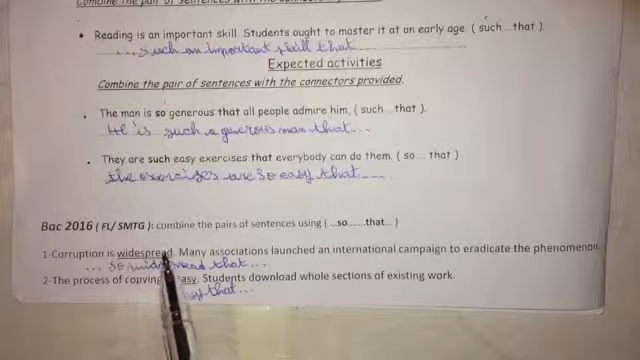 Combine the pair of sentences with the connectors
• Reading is an important skill. Students ought to master it at an early age. ( such... that )
.....such an important skill that..........
Expected activities
Combine the pair of sentences with the connectors provided.
• The man is so generous that all people admire him. ( such... that ).
He is such a generous man that...
• They are such easy exercises that everybody can do them. ( so... that )
the exercises are so easy that.....
Bac 2016 ( FL/ SMTG ): combine the pairs of sentences using ( ...so.......that... )
1-Corruption is widespread. Many associations launched an international campaign to eradicate the phenomenon.
... so widespread that...
2-The process of copying easy. Students download whole sections of existing work.
that...